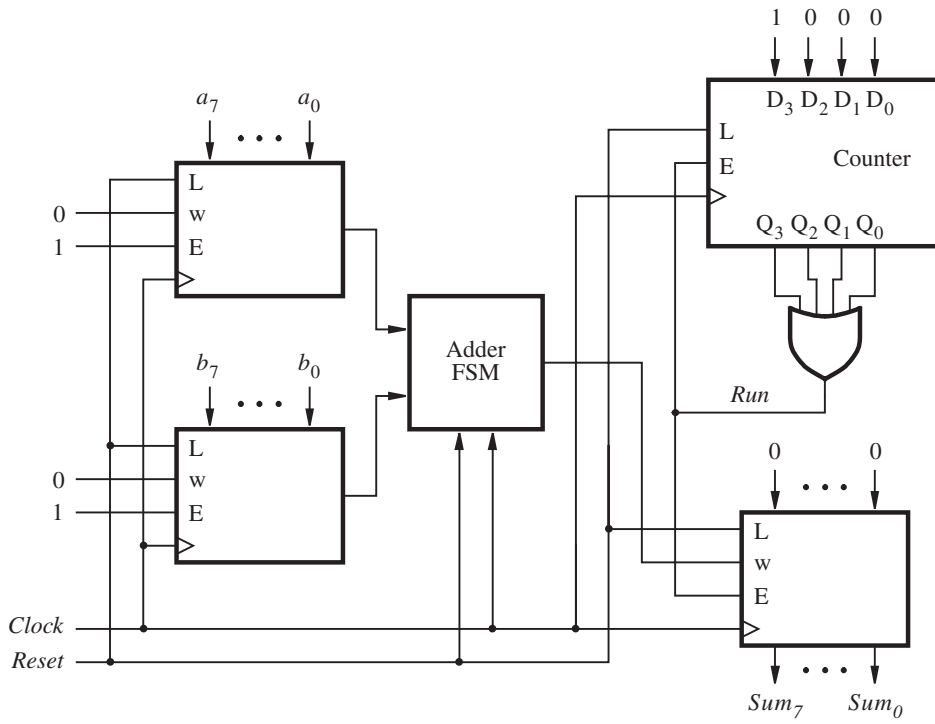 1 0 0 0
D3 D2 D1 D0
L
E
Counter
Q3 Q2 Q1 Q0
a7 • • • a0
L
0 w
1 E
Adder
FSM
b7 • • • b0
L
0 w
1 E
Run
0 • • • 0
L
w
E
Clock
Reset
Sum7 • • • Sum0